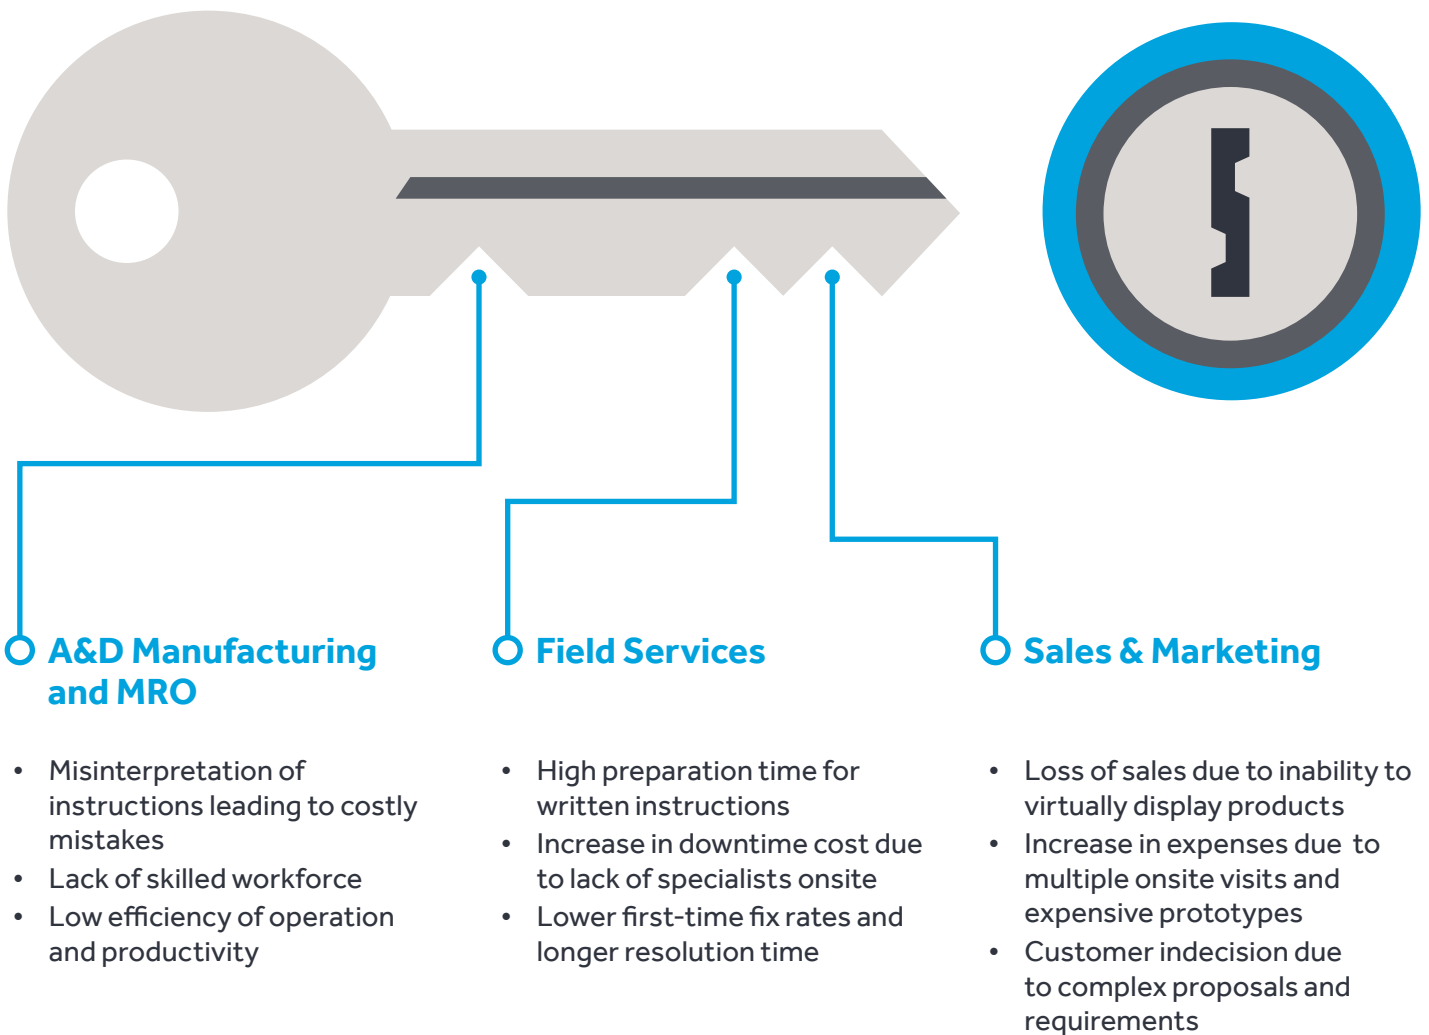 A&D Manufacturing
and MRO
• Misinterpretation of
instructions leading to costly
mistakes
• Lack of skilled workforce
• Low efficiency of operation
and productivity
Field Services
• High preparation time for
written instructions
• Increase in downtime cost due
to lack of specialists onsite
• Lower first-time fix rates and
longer resolution time
Sales & Marketing
• Loss of sales due to inability to
virtually display products
• Increase in expenses due to
multiple onsite visits and
expensive prototypes
• Customer indecision due
to complex proposals and
requirements